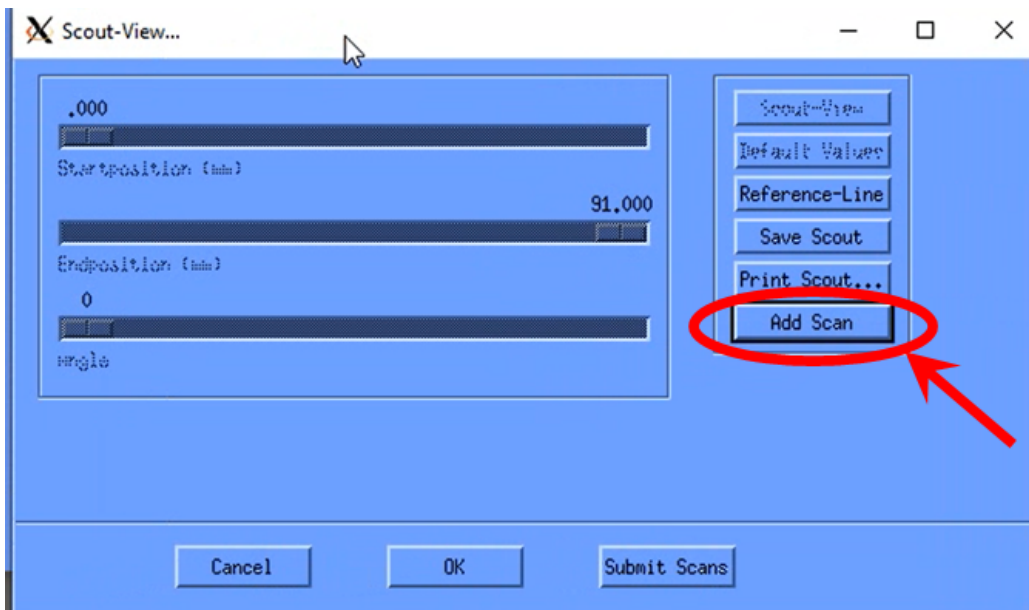 Scout-View...
.000
Startposition (mm)
91.000
Endposition (mm)
0
Angle
Scout-View
Default Values
Reference-Line
Save Scout
Print Scout...
Add Scan
Cancel
OK
Submit Scans